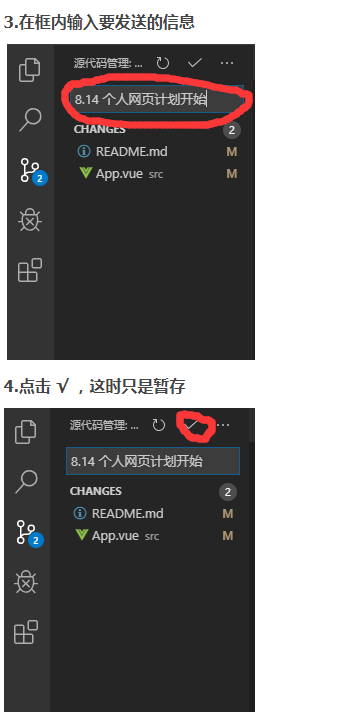 3.在框内输入要发送的信息
源代码管理: ...
8.14 个人网页计划开始
CHANGES 2
README.md M
App.vue src M
2
4.点击 √ ，这时只是暂存
源代码管理: ...
8.14 个人网页计划开始
CHANGES 2
README.md M
App.vue src M
2